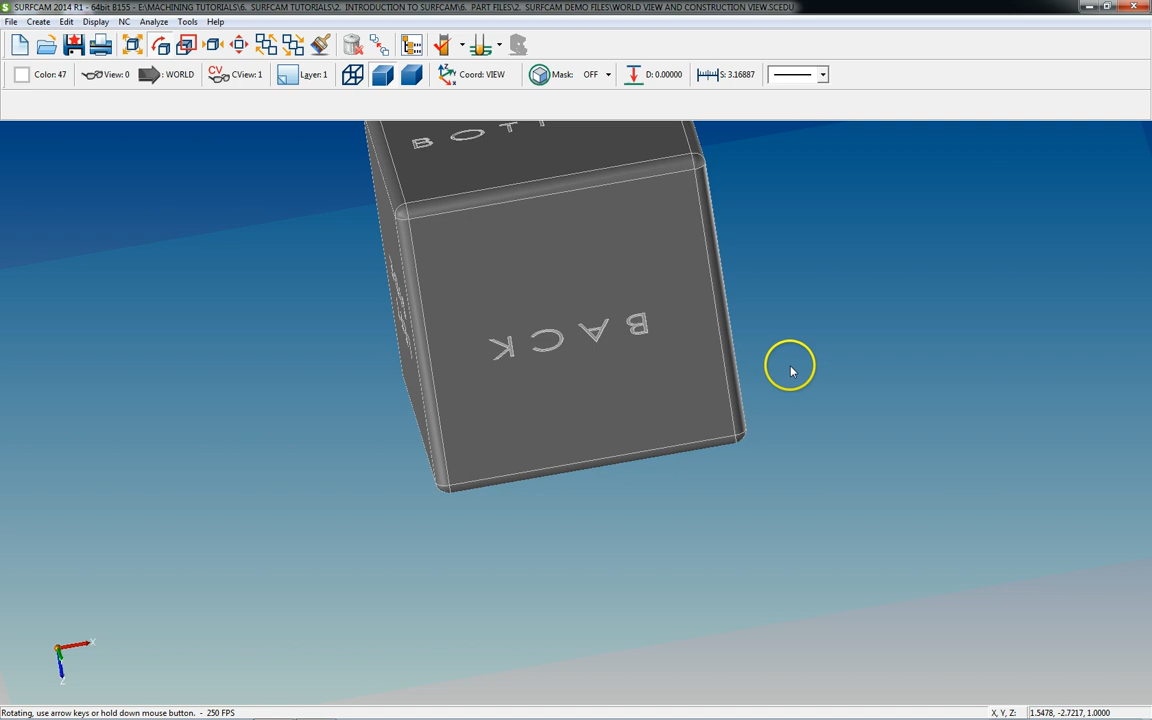 SURFCAM 2014 R1 - 64bit B155 - E:\MACHINING TUTORIALS\6. SURFCAM TUTORIALS\2. INTRODUCTION TO SURFCAM\6. PART FILES\2. SURFCAM DEMO FILES\WORLD VIEW AND CONSTRUCTION VIEW.SCEDU
File Create Edit Display NC Analyze Tools Help
Color: 47 View: 0 : WORLD CV CView: 1 Layer: 1 Coord: VIEW Mask: OFF D: 0.00000 S: 3.16887
BOT
BACK
X
Z
Rotating, use arrow keys or hold down mouse button. - 250 FPS X, Y, Z: 1.5478, -2.7217, 1.0000